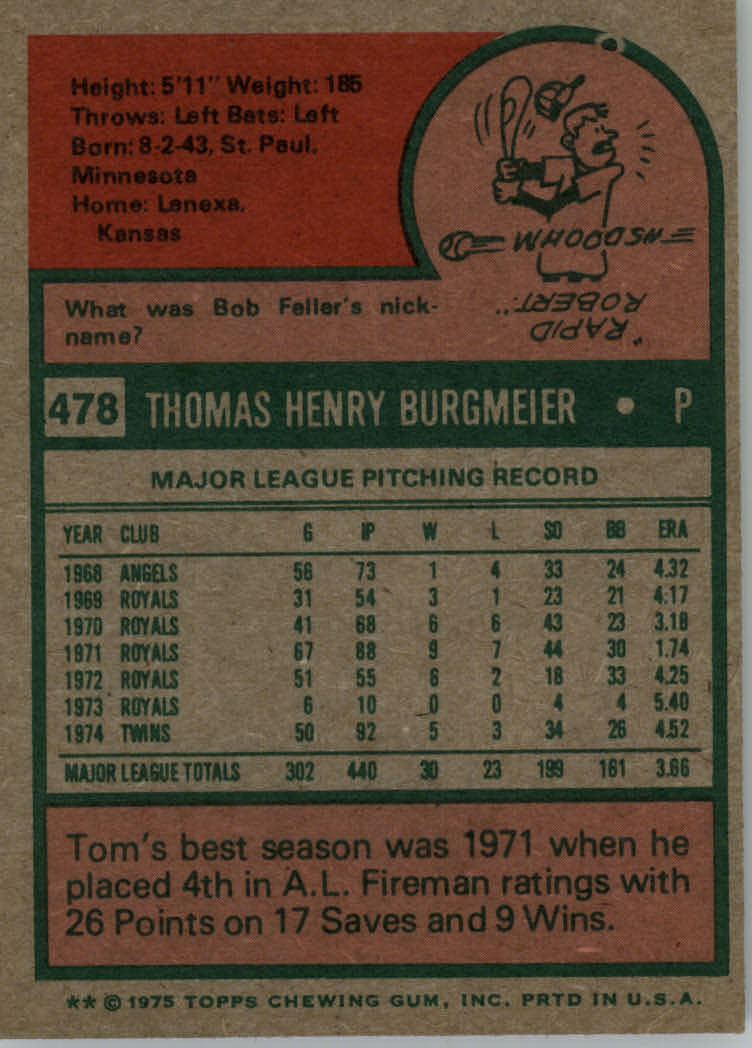 Height: 5'11" Weight: 185
Throws: Left Bats: Left
Born: 8-2-43, St. Paul,
Minnesota
Home: Lenexa,
Kansas
WHOOOSH
What was Bob Feller's nick-
name?
"RAPID
ROBERT."
478 THOMAS HENRY BURGMEIER • P
MAJOR LEAGUE PITCHING RECORD
YEAR CLUB G IP W L SO BB ERA
1968 ANGELS 56 73 1 4 33 24 4.32
1969 ROYALS 31 54 3 1 23 21 4.17
1970 ROYALS 41 68 6 6 43 23 3.18
1971 ROYALS 67 88 9 7 44 30 1.74
1972 ROYALS 51 55 6 2 18 33 4.25
1973 ROYALS 6 10 0 0 4 4 5.40
1974 TWINS 50 92 5 3 34 26 4.52
MAJOR LEAGUE TOTALS 302 440 30 23 199 161 3.66
Tom's best season was 1971 when he
placed 4th in A.L. Fireman ratings with
26 Points on 17 Saves and 9 Wins.
** © 1975 TOPPS CHEWING GUM, INC. PRTD IN U.S.A.